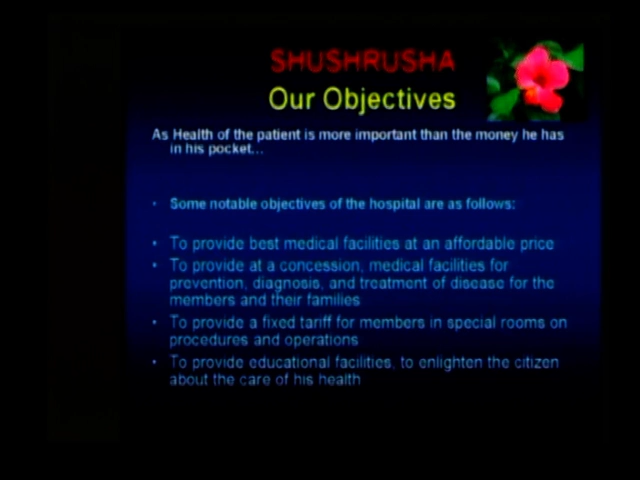 SHUSHRUSHA
Our Objectives
As Health of the patient is more important than the money he has
in his pocket...
• Some notable objectives of the hospital are as follows:
• To provide best medical facilities at an affordable price
• To provide at a concession, medical facilities for
prevention, diagnosis, and treatment of disease for the
members and their families
• To provide a fixed tariff for members in special rooms on
procedures and operations
• To provide educational facilities, to enlighten the citizen
about the care of his health